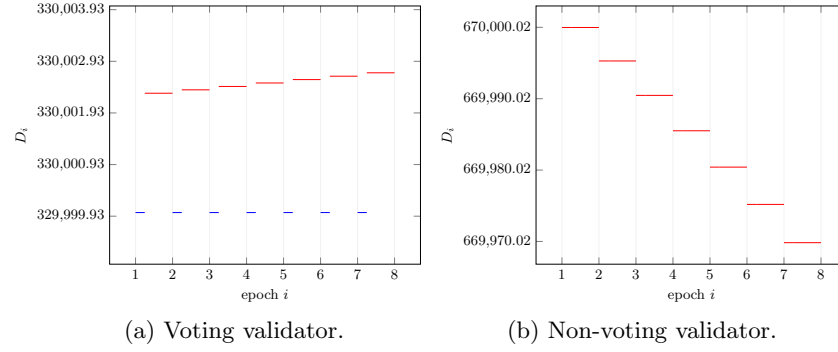 330,003.93
330,002.93
330,001.93
330,000.93
329,999.93
D_i
1 2 3 4 5 6 7 8
epoch i
(a) Voting validator.
670,000.02
669,990.02
669,980.02
669,970.02
D_i
1 2 3 4 5 6 7 8
epoch i
(b) Non-voting validator.